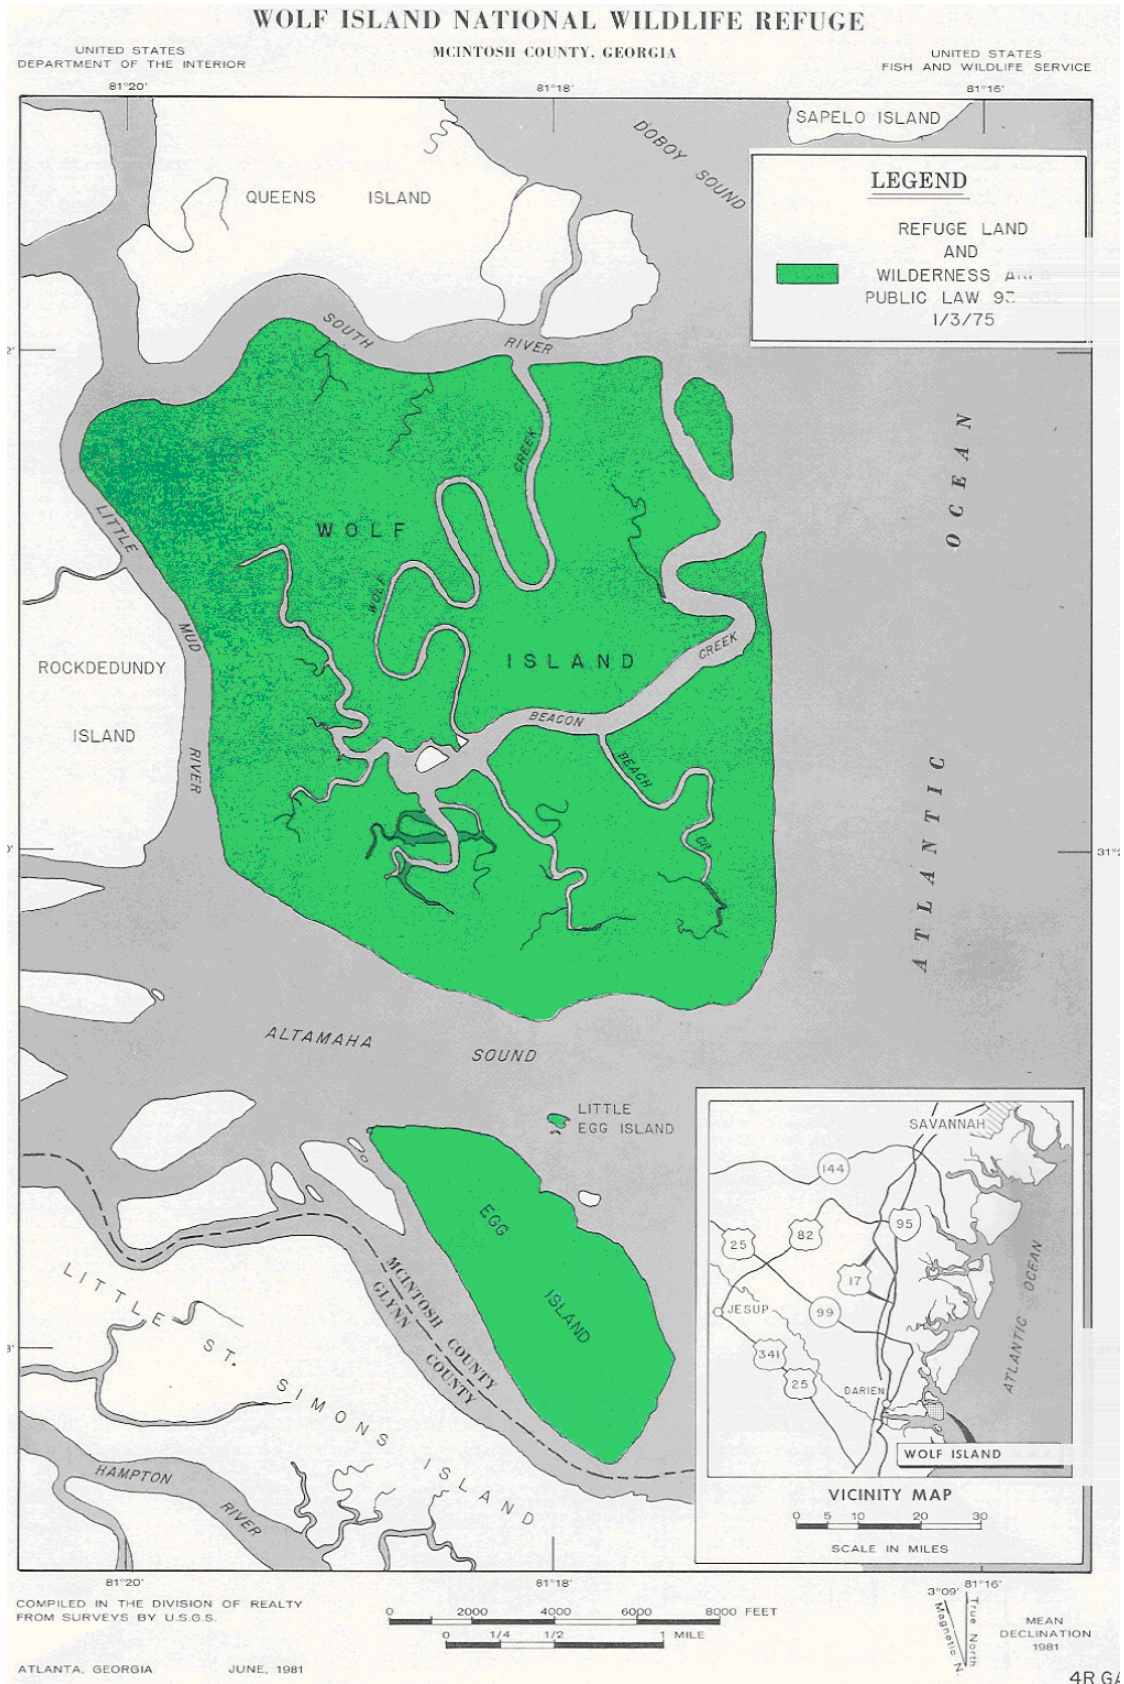 WOLF ISLAND NATIONAL WILDLIFE REFUGE
MCINTOSH COUNTY, GEORGIA
UNITED STATES
DEPARTMENT OF THE INTERIOR
UNITED STATES
FISH AND WILDLIFE SERVICE
81°20'
81°18'
81°16'
SAPELO ISLAND
DOBOY SOUND
QUEENS ISLAND
LEGEND
REFUGE LAND
AND
WILDERNESS
PUBLIC LAW
1/3/75
SOUTH RIVER
2'
CREEK
WOLF
WOLF
ISLAND
LITTLE MUD RIVER
ROCKDEDUNDY
ISLAND
CREEK
BEACON
BEACH
CR
ATLANTIC OCEAN
0'
31°2
ALTAMAHA SOUND
LITTLE
EGG ISLAND
EGG
ISLAND
MCINTOSH COUNTY
GLYNN COUNTY
LITTLE ST. SIMONS ISLAND
HAMPTON RIVER
3'
SAVANNAH
144
95
82
25
17
JESUP
99
341
25
DARIEN
ATLANTIC OCEAN
WOLF ISLAND
VICINITY MAP
0 5 10 20 30
SCALE IN MILES
81°20'
81°18'
81°16'
COMPILED IN THE DIVISION OF REALTY
FROM SURVEYS BY U.S.G.S.
0 2000 4000 6000 8000 FEET
0 1/4 1/2 1 MILE
3°09'
True North
Magnetic N.
MEAN
DECLINATION
1981
ATLANTA, GEORGIA JUNE, 1981
4R GA